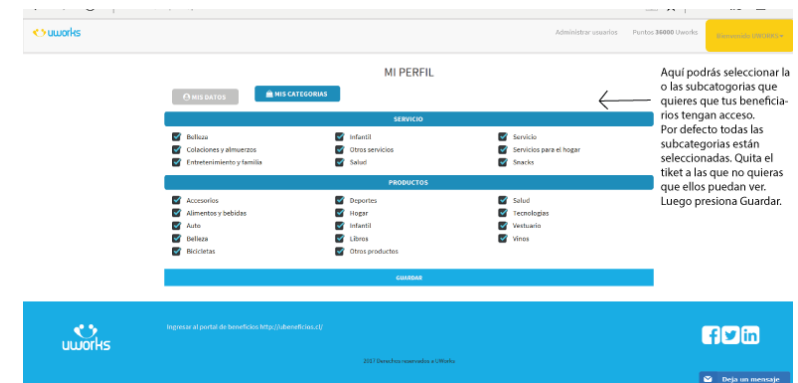 uworks
Administrar usuarios Puntos 36000 Uworks Bienvenido UWORKS
MI PERFIL
MIS DATOS MIS CATEGORIAS
Aquí podrás seleccionar la
o las subcatogorias que
quieres que tus beneficia-
rios tengan acceso.
Por defecto todas las
subcategorias están
seleccionadas. Quita el
tiket a las que no quieras
que ellos puedan ver.
Luego presiona Guardar.
SERVICIO
Belleza Infantil Servicio
Colaciones y almuerzos Otros servicios Servicios para el hogar
Entretenimiento y familia Salud Snacks
PRODUCTOS
Accesorios Deportes Salud
Alimentos y bebidas Hogar Tecnologías
Auto Infantil Vestuario
Belleza Libros Vinos
Bicicletas Otros productos
GUARDAR
uworks
Ingresar al portal de beneficios http://ubeneficios.cl/
2017 Derechos reservados a UWorks
Deja un mensaje